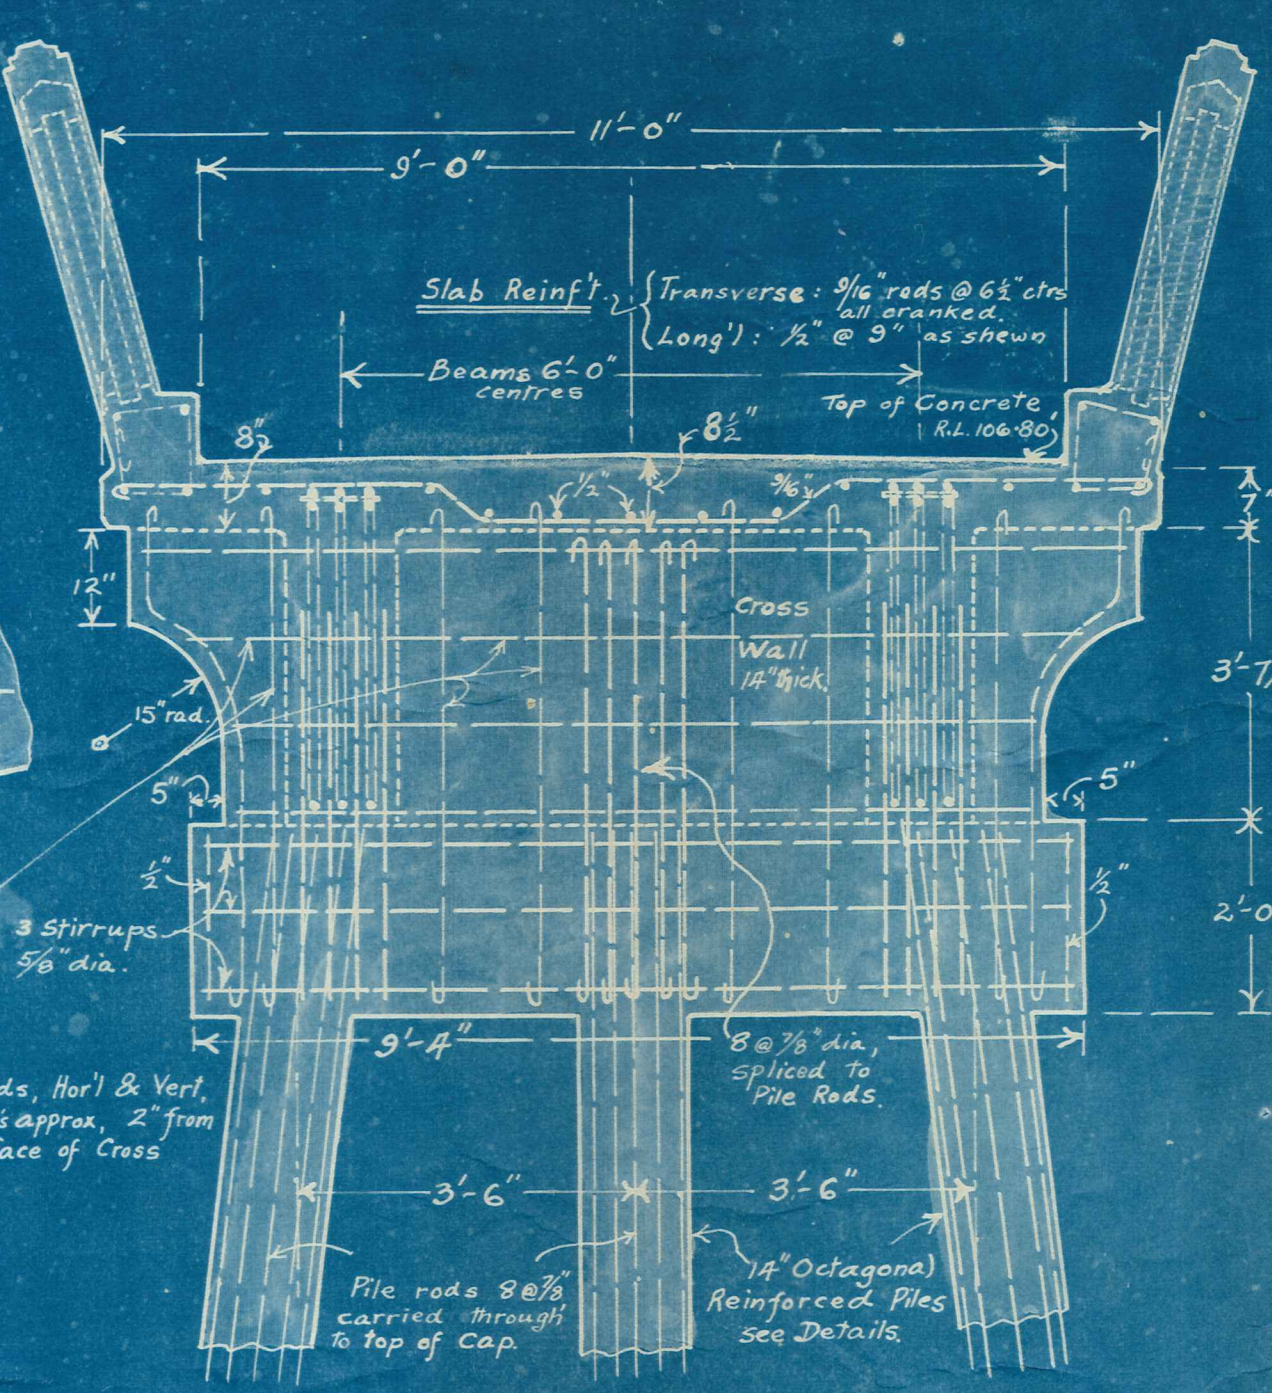 11'-0"
9'-0"
Slab Reinf't.
Transverse: 9/16" rods @ 6½" ctrs
all cranked.
Long'l: ½" @ 9" as shewn
Beams 6'-0"
centres
Top of Concrete
R.L. 106·80
8"
8½"
½"
9/16"
7"
12"
Cross
Wall
14" thick.
3'-7
15" rad.
5"
5"
½"
½"
3 Stirrups
5/8" dia.
2'-0
9'-4"
8 @ 7/8" dia,
spliced to
Pile Rods.
ds, Hor'l & Vert,
s approx, 2" from
ace of Cross
3'-6"
3'-6"
Pile rods 8 @ 7/8"
carried through
to top of Cap.
14" Octagonal
Reinforced Piles
see Details.